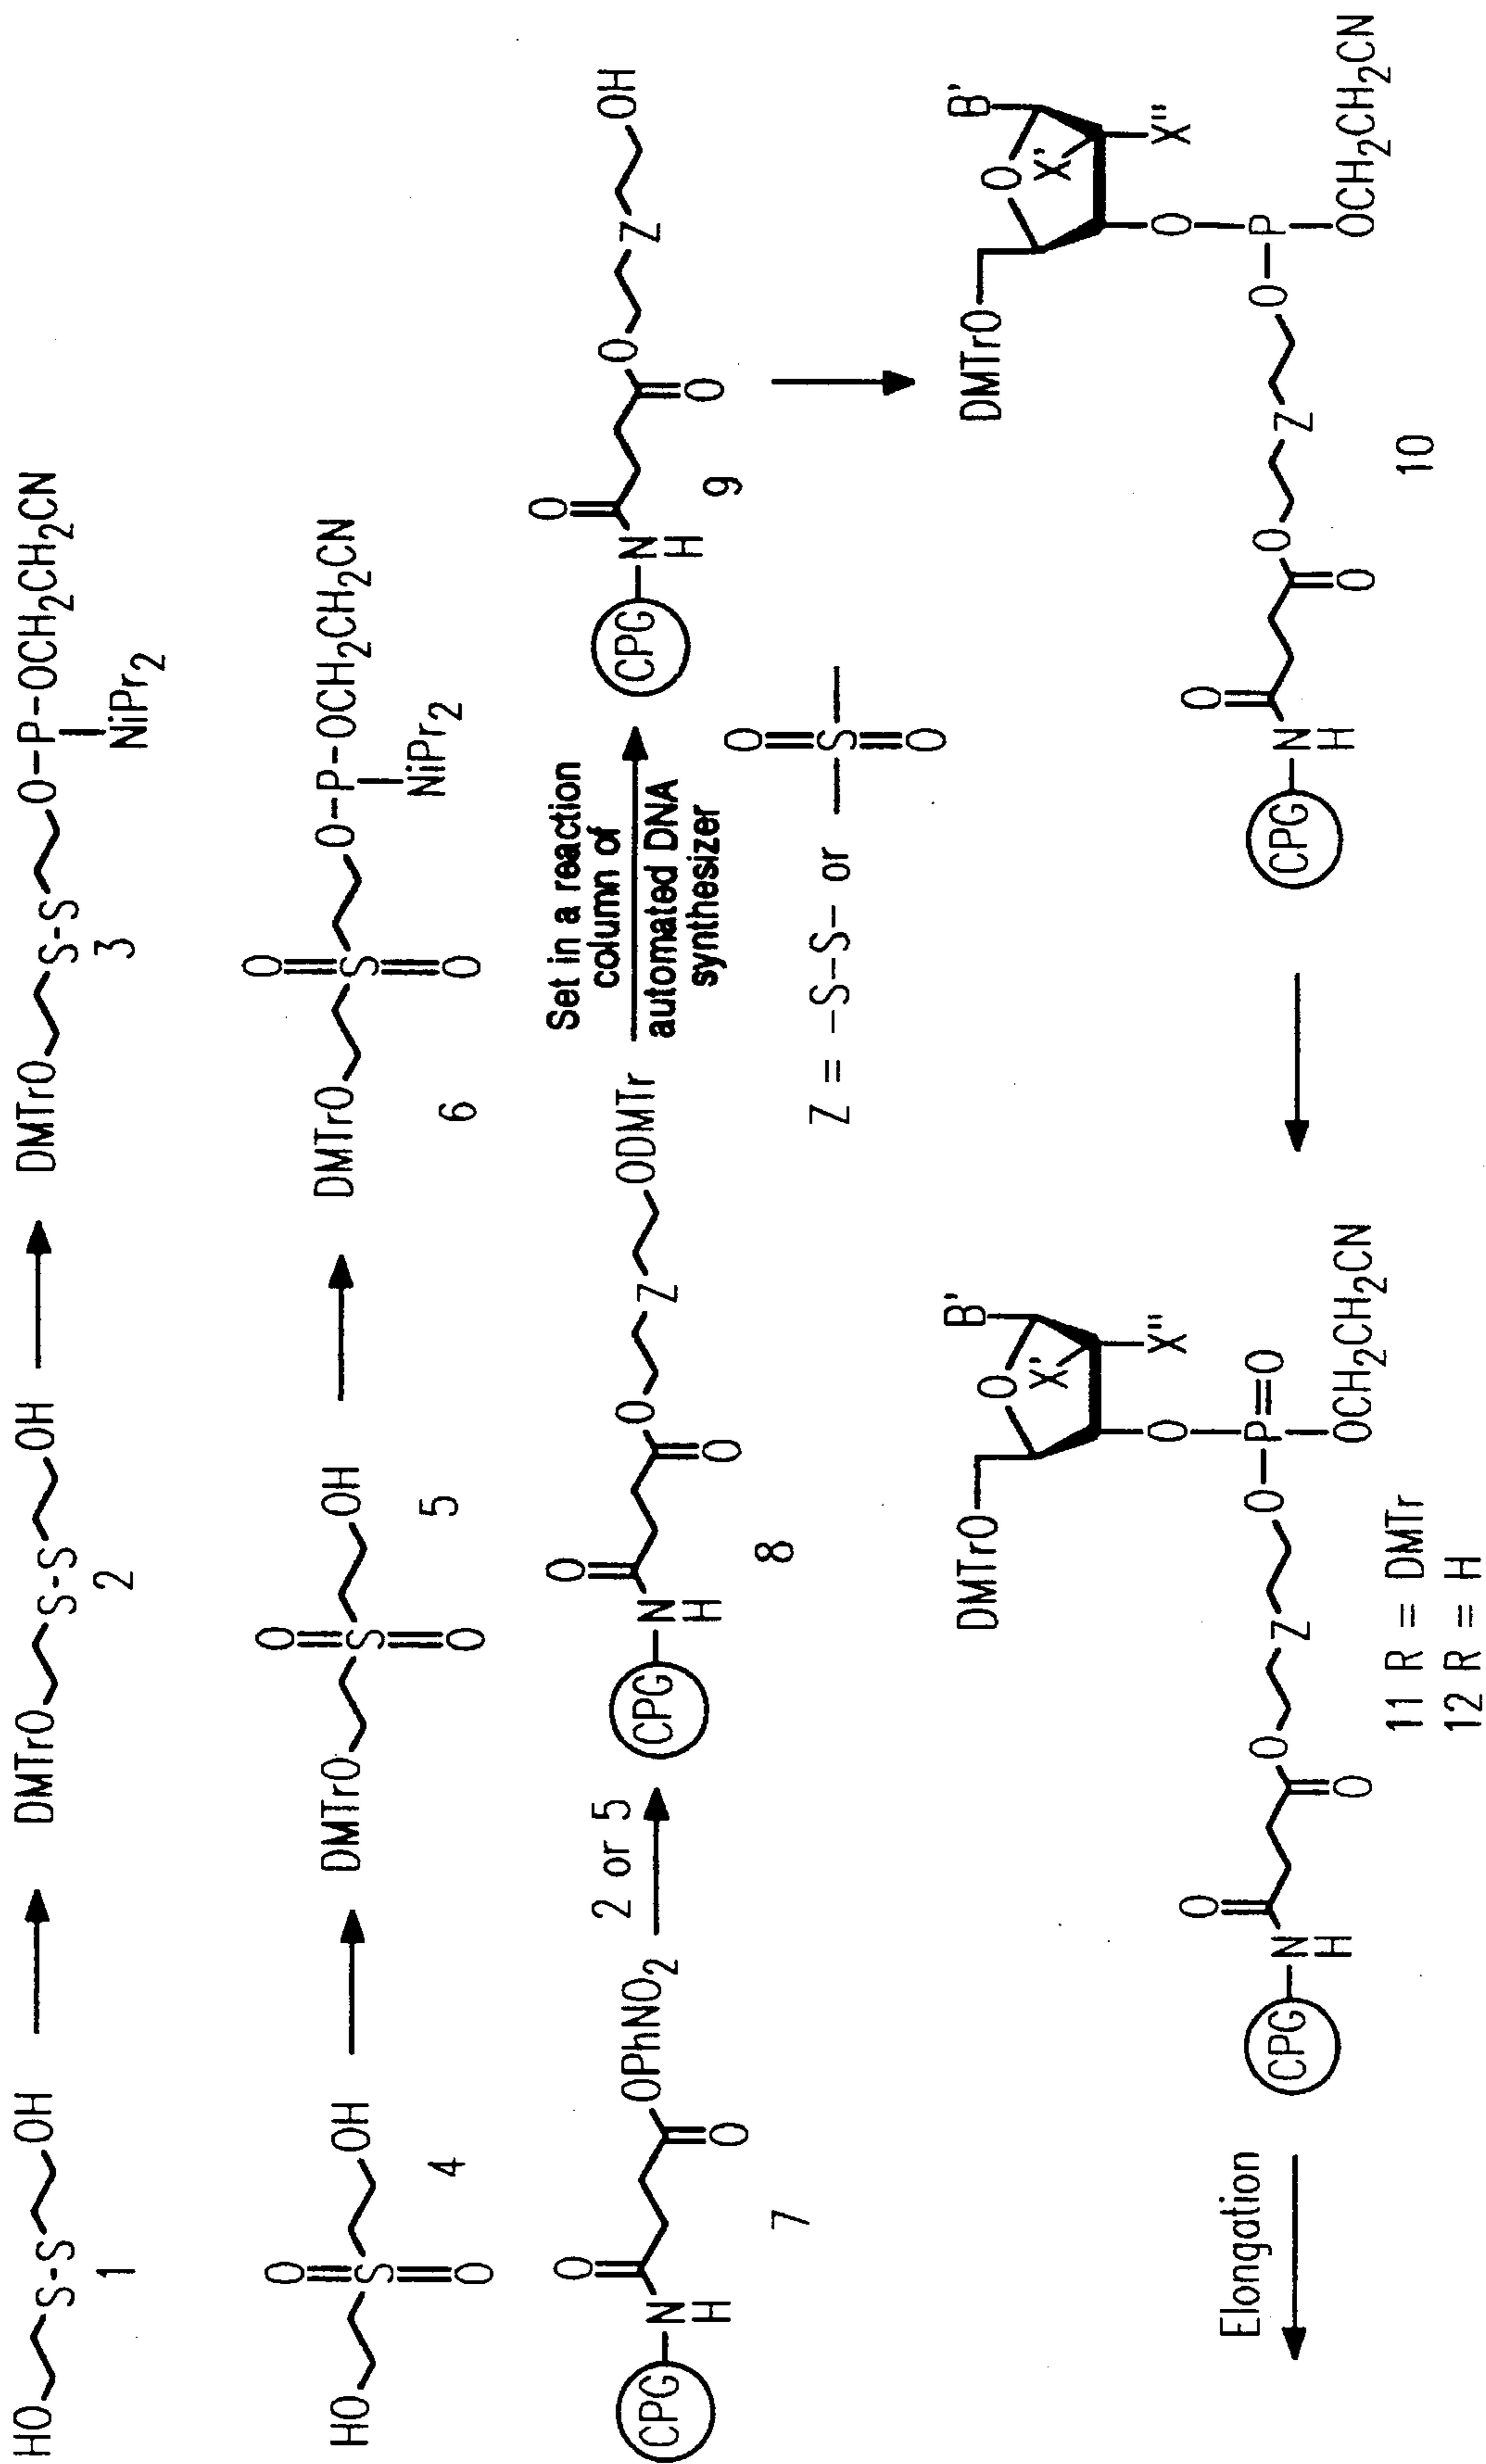 HO S-S OH → DMTrO S-S OH → DMTrO S-S O-P-OCH2CH2CN
NiPr2
1 2 3
O O O
HO S OH → DMTrO S OH → DMTrO S O-P-OCH2CH2CN
O O O NiPr2
4 5 6
O O O
CPG N OPhNO2 2 or 5 CPG N O Z ODMTr Set in a reaction column of automated DNA synthesizer CPG N O Z OH
H O H O H O
7 8 9
Z = -S-S- or O S O
DMTrO O B' DMTrO O B'
X' X'' X' X''
O O
Elongation CPG N O O Z O-P=O CPG N O O Z O-P
H O OCH2CH2CN H O OCH2CH2CN
11 R = DMTr 10
12 R = H